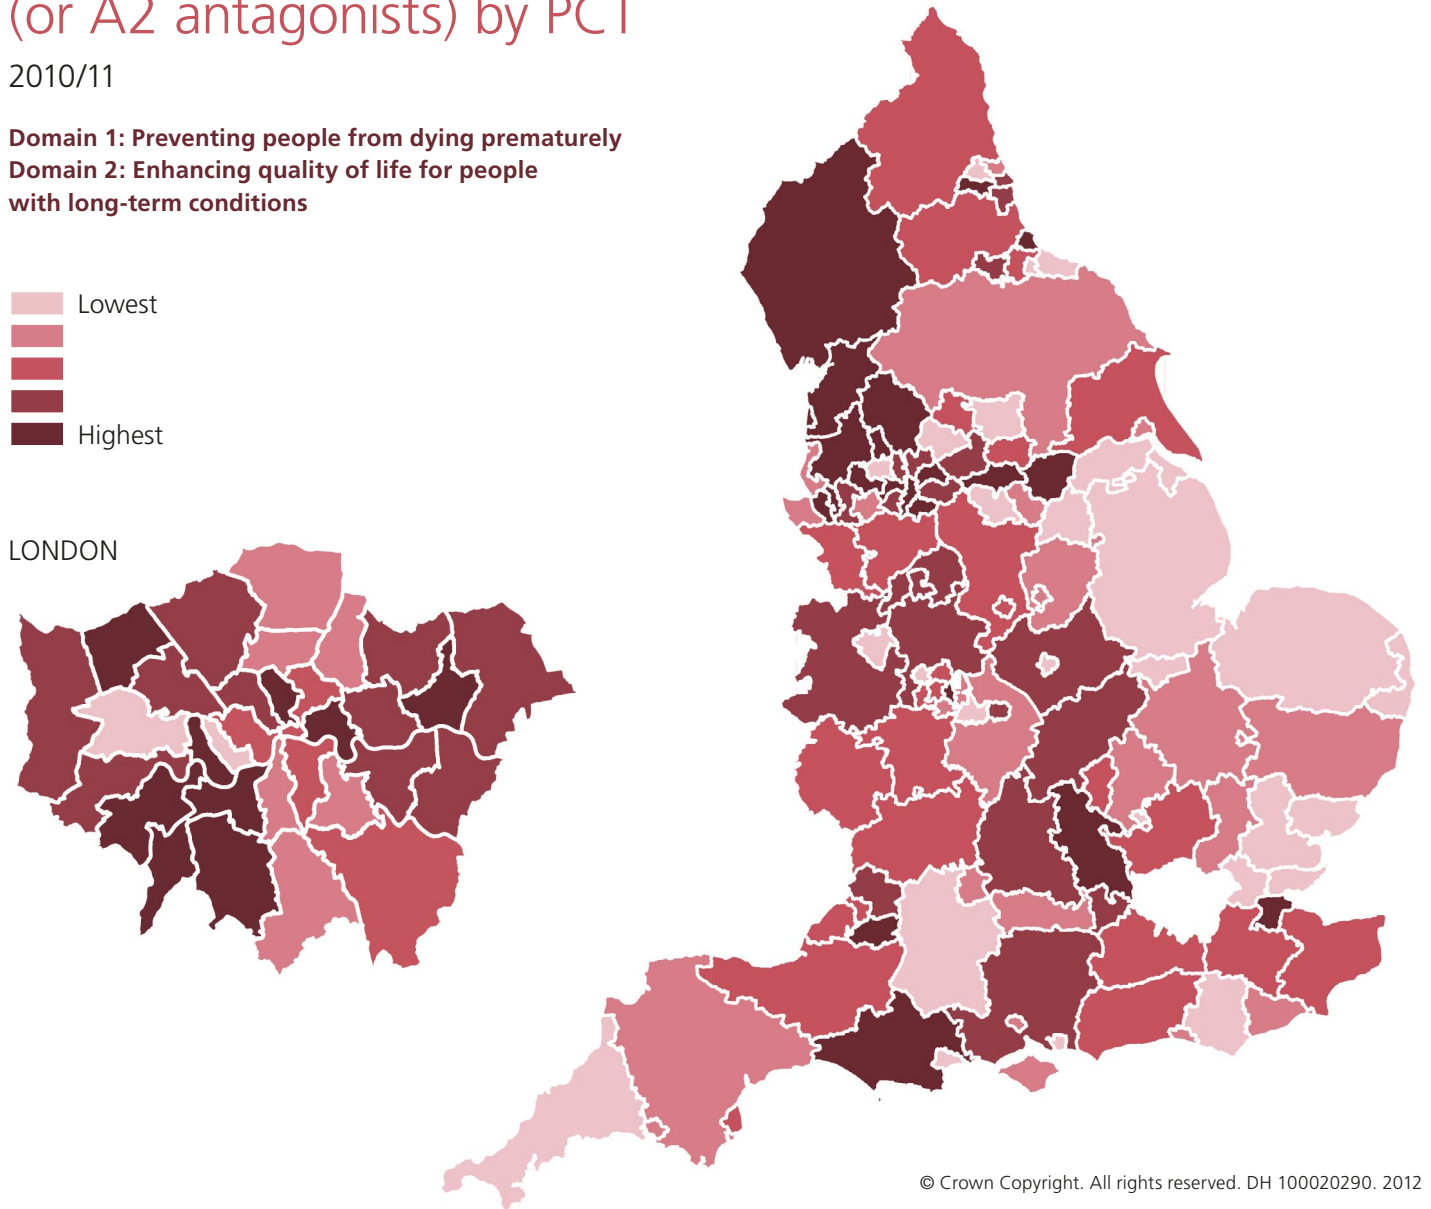 (or A2 antagonists) by PCT
2010/11
Domain 1: Preventing people from dying prematurely
Domain 2: Enhancing quality of life for people
with long-term conditions
Lowest
Highest
LONDON
© Crown Copyright. All rights reserved. DH 100020290. 2012